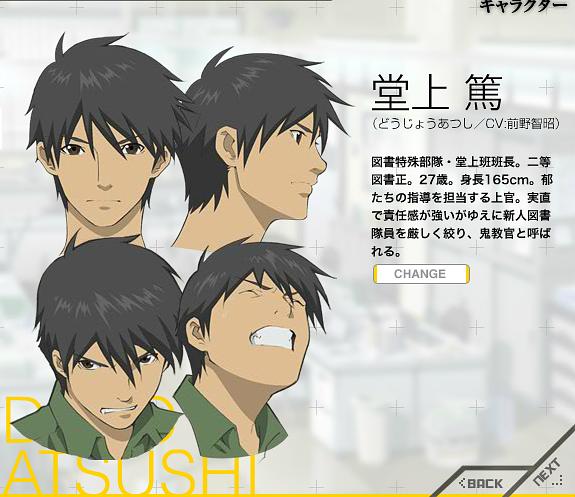 キャラクター
堂上 篤
(どうじょうあつし／CV:前野智昭)
図書特殊部隊・堂上班班長。二等
図書正。27歳。身長165cm。郁
たちの指導を担当する上官。実直
で責任感が強いがゆえに新人図書
隊員を厳しく絞り、鬼教官と呼ば
れる。
CHANGE
ATSUSHI
BACK
NEXT